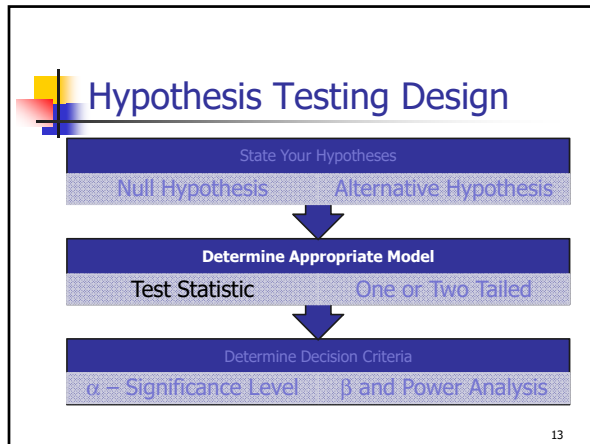 Hypothesis Testing Design
State Your Hypotheses
Null Hypothesis Alternative Hypothesis
Determine Appropriate Model
Test Statistic One or Two Tailed
Determine Decision Criteria
α – Significance Level β and Power Analysis
13